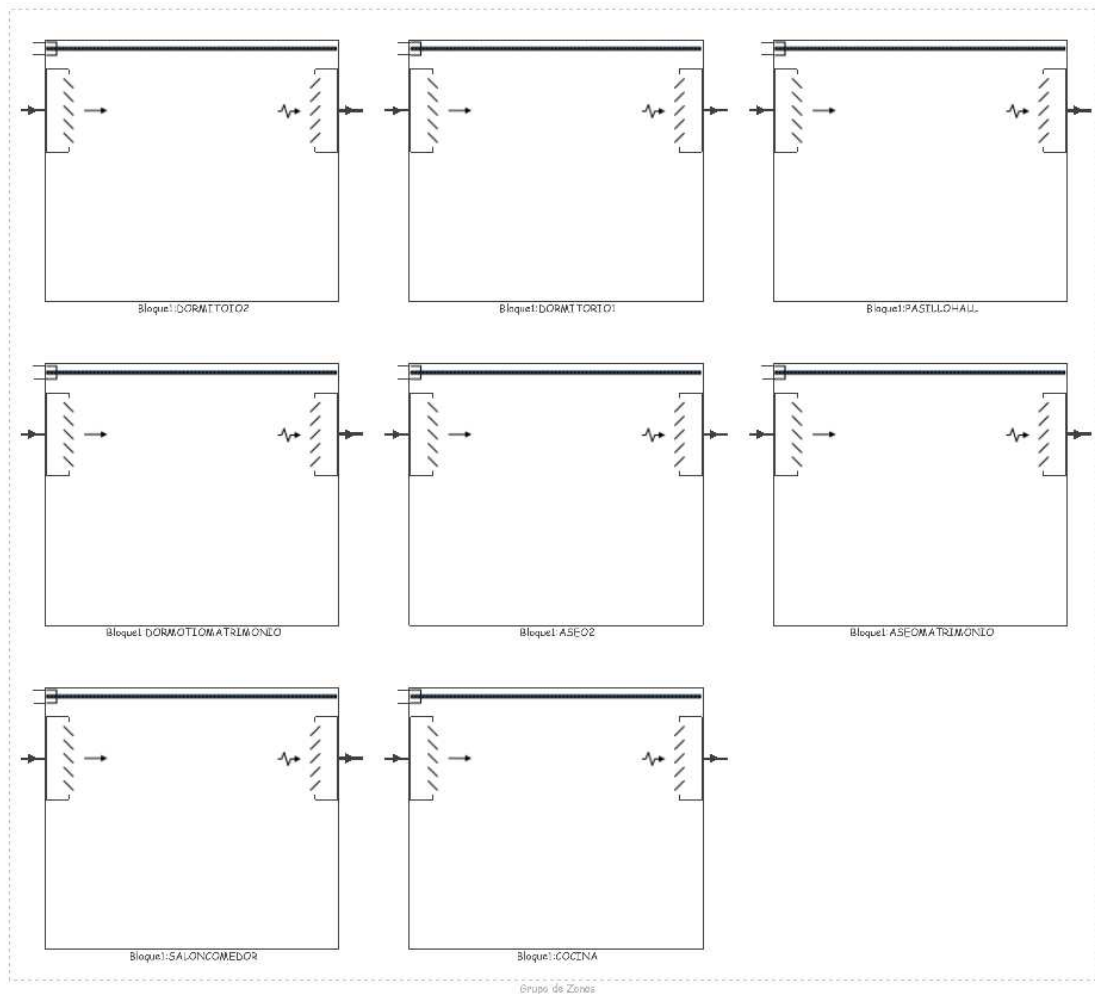 Bloque1:DORMITOIO2
Bloque1:DORMITORIO1
Bloque1:PASILLOHALL
Bloque1:DORMOTIOMATRIMONIO
Bloque1:ASEO2
Bloque1:ASEOMATRIMONIO
Bloque1:SALONCOMEDOR
Bloque1:COCINA
Grupo de Zonas